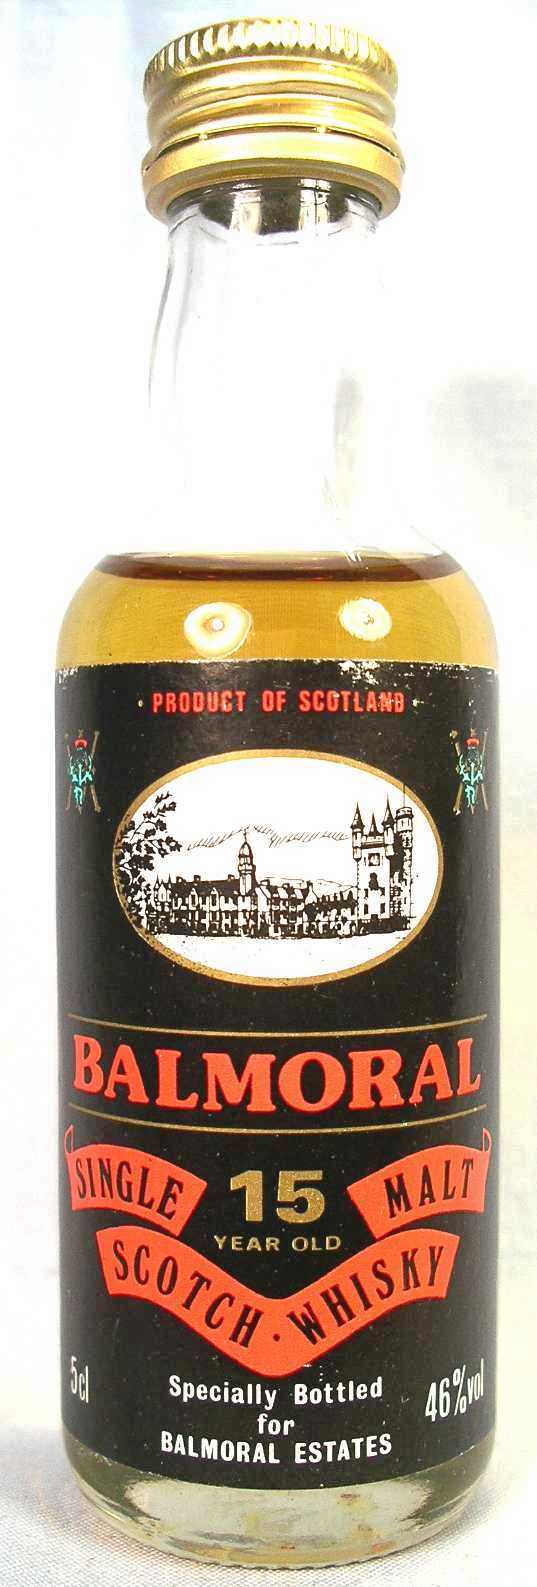 PRODUCT OF SCOTLAND
BALMORAL
SINGLE 15 MALT
YEAR OLD
SCOTCH · WHISKY
5cl
46%vol
Specially Bottled
for
BALMORAL ESTATES